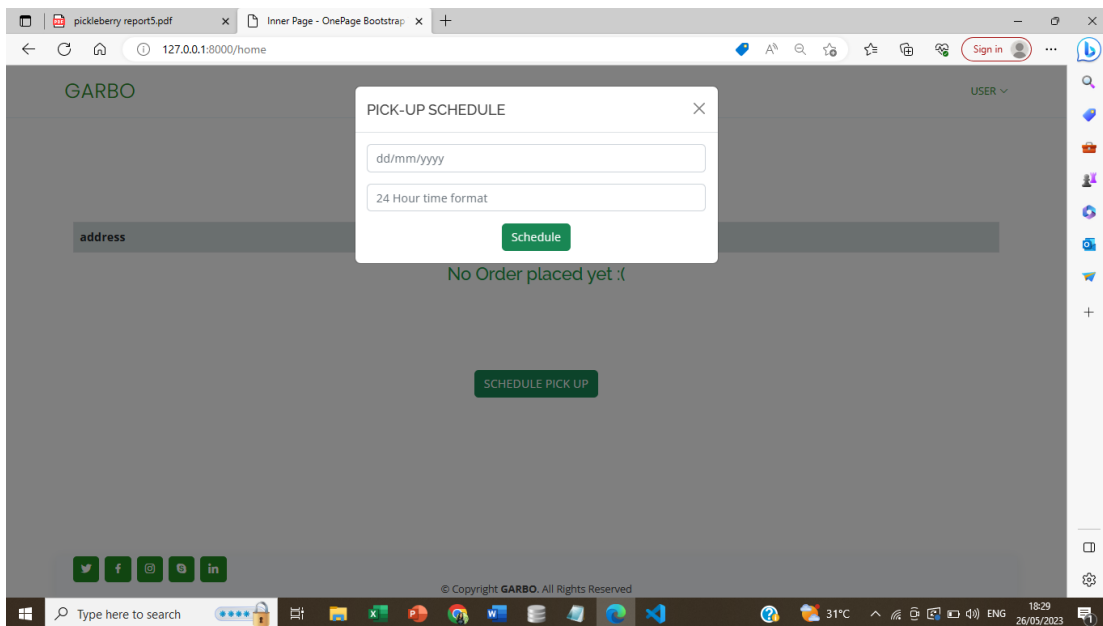 pickleberry report5.pdf
Inner Page - OnePage Bootstrap
127.0.0.1:8000/home
Sign in
GARBO
USER
PICK-UP SCHEDULE
dd/mm/yyyy
24 Hour time format
Schedule
address
No Order placed yet :(
SCHEDULE PICK UP
© Copyright GARBO. All Rights Reserved
Type here to search
31°C
ENG
18:29
26/05/2023